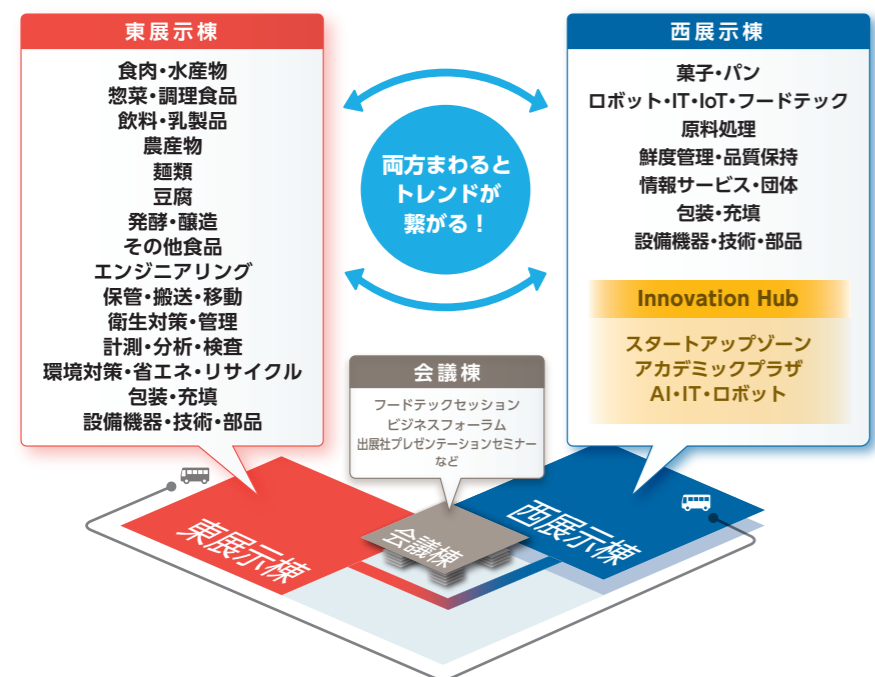 東展示棟
食肉・水産物
惣菜・調理食品
飲料・乳製品
農産物
麺類
豆腐
発酵・醸造
その他食品
エンジニアリング
保管・搬送・移動
衛生対策・管理
計測・分析・検査
環境対策・省エネ・リサイクル
包装・充填
設備機器・技術・部品
両方まわると
トレンドが
繋がる！
西展示棟
菓子・パン
ロボット・IT・IoT・フードテック
原料処理
鮮度管理・品質保持
情報サービス・団体
包装・充填
設備機器・技術・部品
Innovation Hub
スタートアップゾーン
アカデミックプラザ
AI・IT・ロボット
会議棟
フードテックセッション
ビジネスフォーラム
出展社プレゼンテーションセミナー
など
東展示棟
会議棟
西展示棟